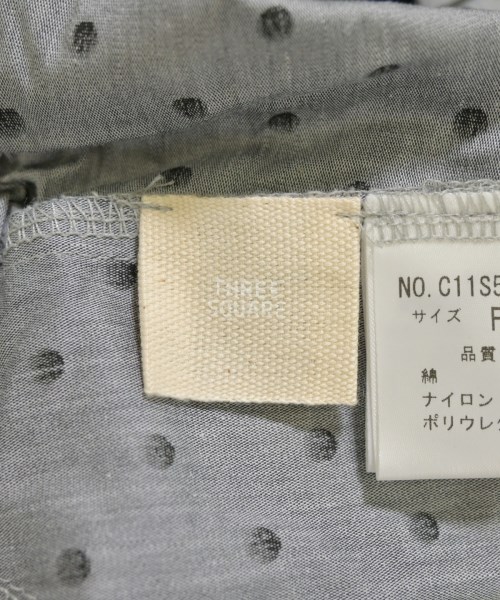 THREE
SQUARE
NO. C11S5
サイズ F
品質
綿
ナイロン
ポリウレ